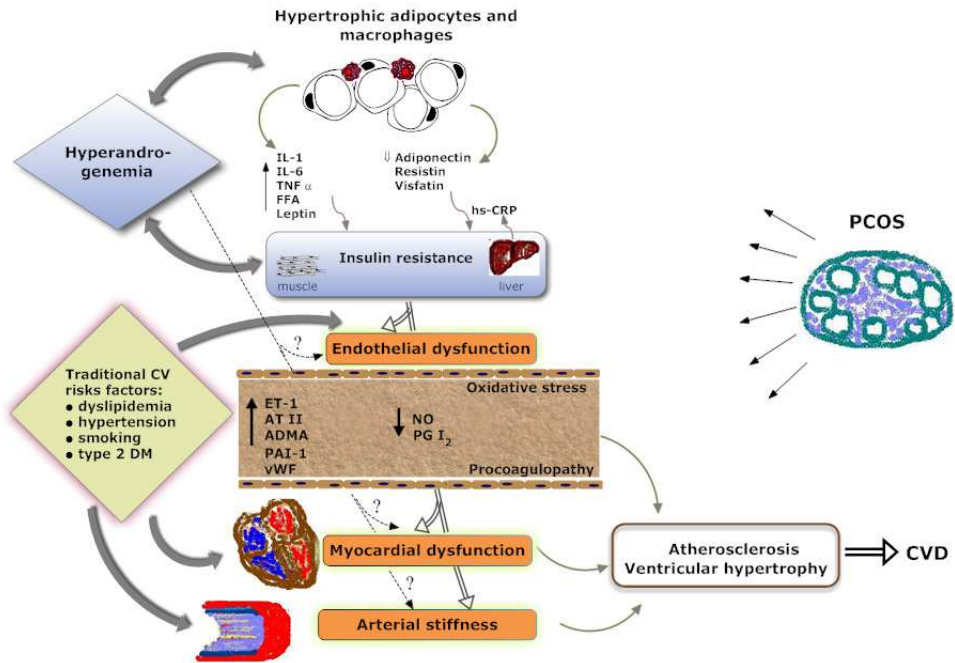 Hypertrophic adipocytes and
macrophages
Hyperandro-
genemia
IL-1
IL-6
TNF α
FFA
Leptin
⇓ Adiponectin
Resistin
Visfatin
hs-CRP
Insulin resistance
muscle
liver
PCOS
?
Endothelial dysfunction
Traditional CV
risks factors:
● dyslipidemia
● hypertension
● smoking
● type 2 DM
Oxidative stress
ET-1
AT II
ADMA
PAI-1
vWF
NO
PG I₂
Procoagulopathy
?
Myocardial dysfunction
?
Arterial stiffness
Atherosclerosis
Ventricular hypertrophy
CVD